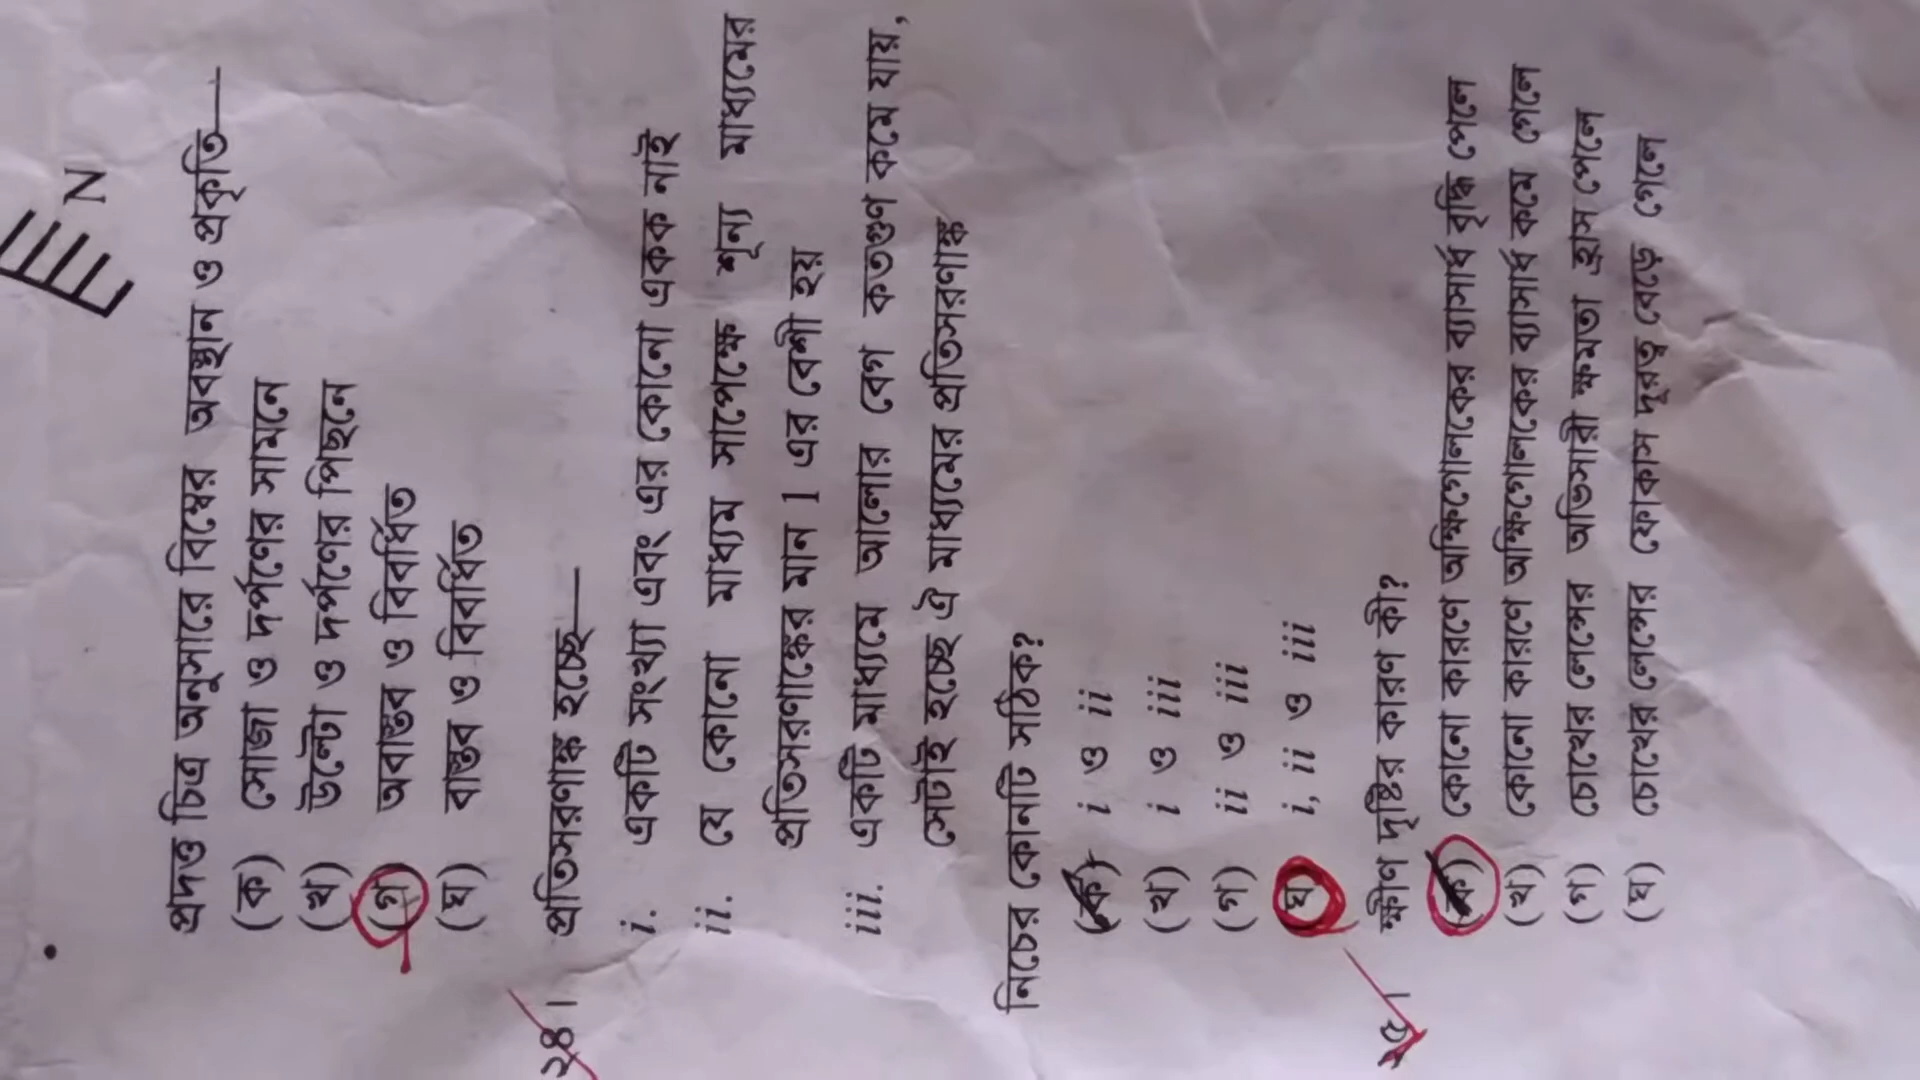 N
প্রদত্ত চিত্র অনুসারে বিম্বের অবস্থান ও প্রকৃতি—
(ক) সোজা ও দর্পণের সামনে
(খ) উল্টো ও দর্পণের পিছনে
(গ) অবাস্তব ও বিবর্ধিত
(ঘ) বাস্তব ও বিবর্ধিত
২৪। প্রতিসরণাঙ্ক হচ্ছে—
i. একটি সংখ্যা এবং এর কোনো একক নাই
ii. যে কোনো মাধ্যম সাপেক্ষে শূন্য মাধ্যমের
প্রতিসরণাঙ্কের মান 1 এর বেশী হয়
iii. একটি মাধ্যমে আলোর বেগ কতগুণ কমে যায়,
সেটাই হচ্ছে ঐ মাধ্যমের প্রতিসরণাঙ্ক
নিচের কোনটি সঠিক?
(ক) i ও ii
(খ) i ও iii
(গ) ii ও iii
(ঘ) i, ii ও iii
২৫। ক্ষীণ দৃষ্টির কারণ কী?
(ক) কোনো কারণে অক্ষিগোলকের ব্যাসার্ধ বৃদ্ধি পেলে
(খ) কোনো কারণে অক্ষিগোলকের ব্যাসার্ধ কমে গেলে
(গ) চোখের লেন্সের অভিসারী ক্ষমতা হ্রাস পেলে
(ঘ) চোখের লেন্সের ফোকাস দূরত্ব বেড়ে গেলে